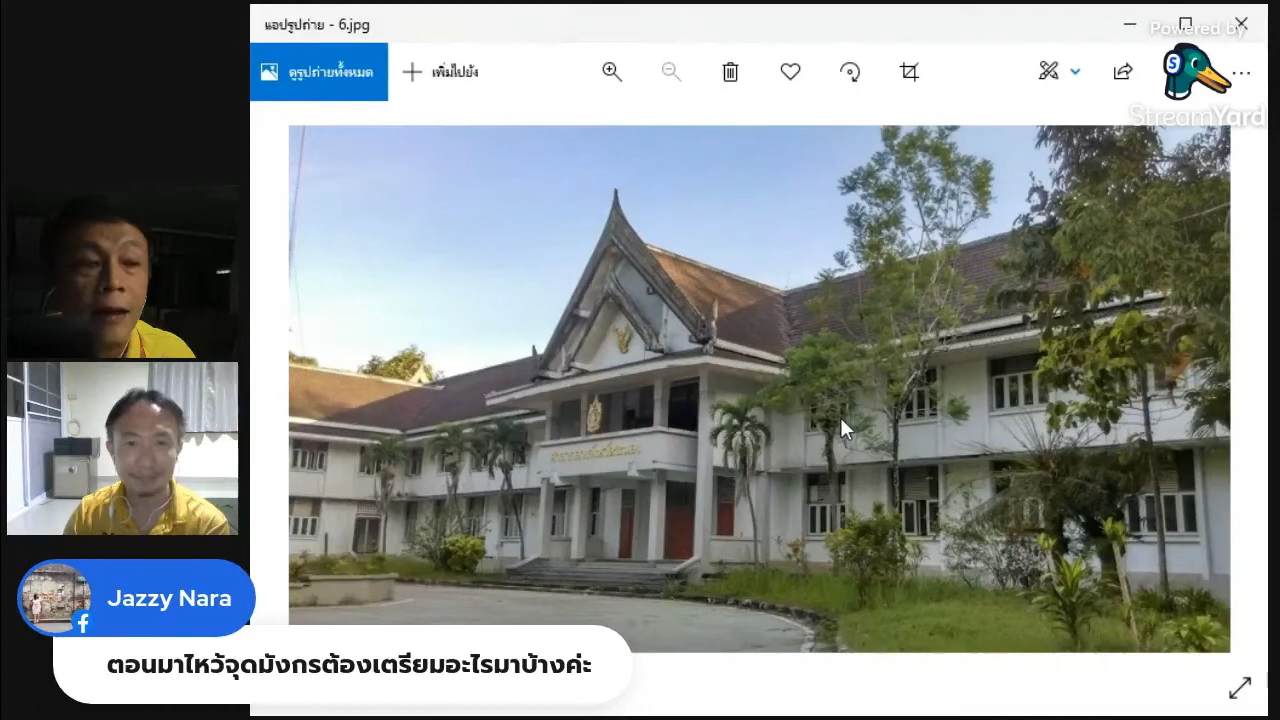 แอปรูปถ่าย - 6.jpg
Powered by
ดูรูปถ่ายทั้งหมด
เพิ่มไปยัง
S
StreamYard
Jazzy Nara
f
ตอนมาไหว้จุดมังกรต้องเตรียมอะไรมาบ้างค่ะ